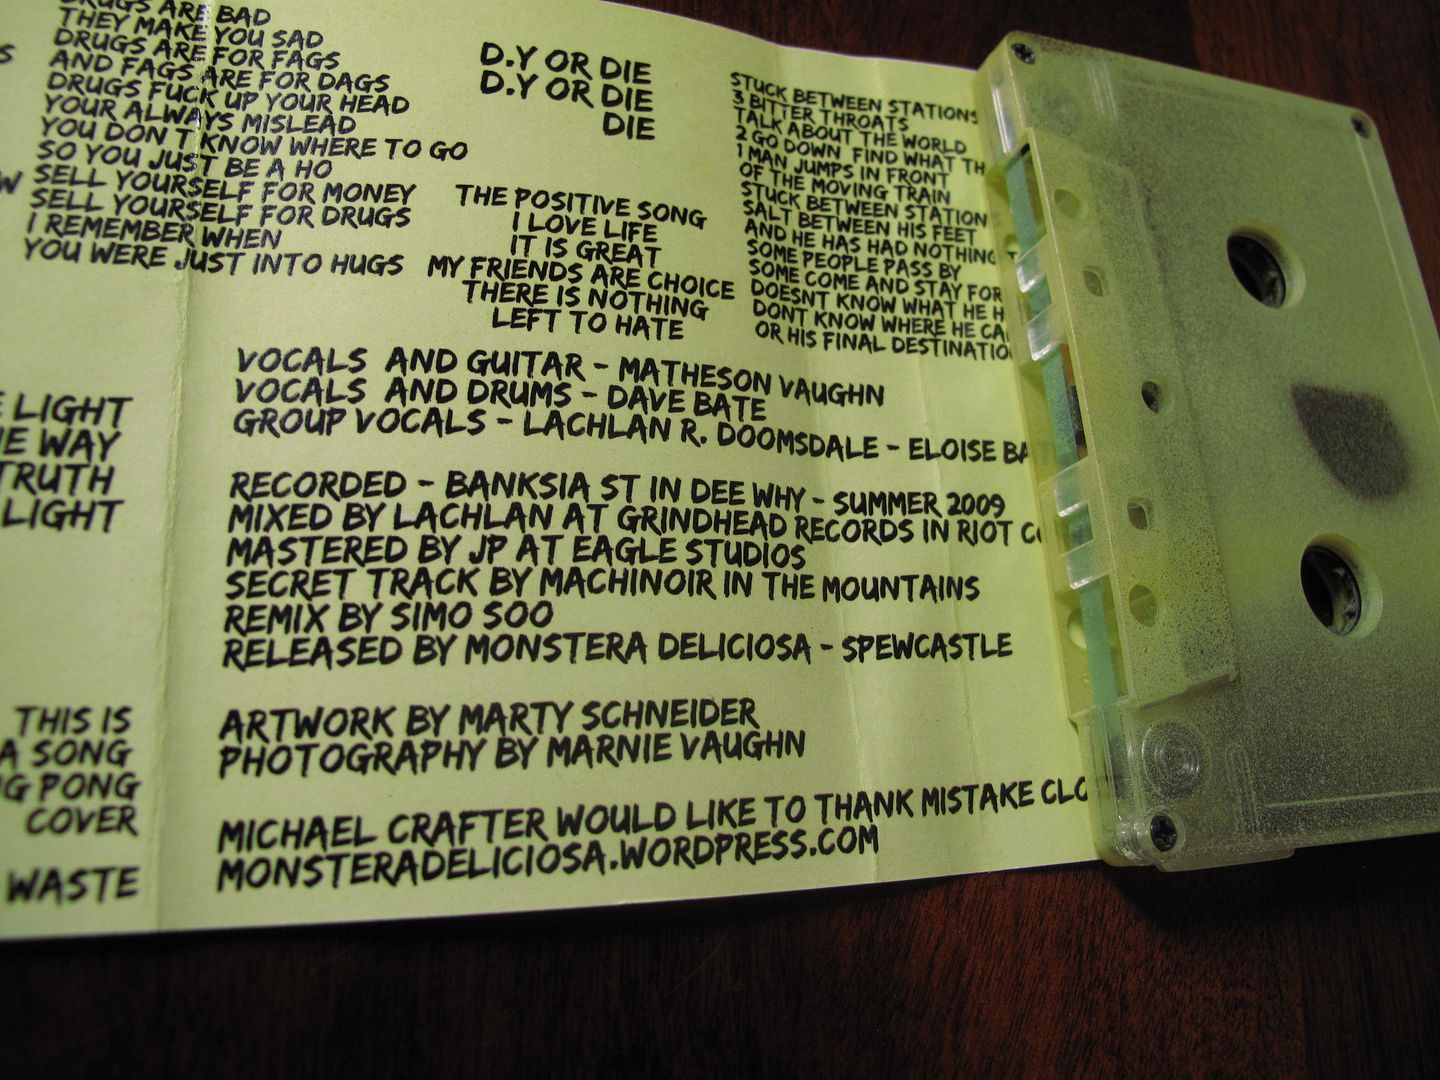 DRUGS ARE BAD
THEY MAKE YOU SAD
DRUGS ARE FOR FAGS
AND FAGS ARE FOR DAGS
DRUGS FUCK UP YOUR HEAD
YOUR ALWAYS MISLEAD
YOU DON T KNOW WHERE TO GO
SO YOU JUST BE A HO
SELL YOURSELF FOR MONEY
SELL YOURSELF FOR DRUGS
I REMEMBER WHEN
YOU WERE JUST INTO HUGS
D.Y OR DIE
D.Y OR DIE
DIE
THE POSITIVE SONG
I LOVE LIFE
IT IS GREAT
MY FRIENDS ARE CHOICE
THERE IS NOTHING
LEFT TO HATE
STUCK BETWEEN STATIONS
3 BITTER THROATS
TALK ABOUT THE WORLD
2 GO DOWN FIND WHAT TH
1 MAN JUMPS IN FRONT
OF THE MOVING TRAIN
STUCK BETWEEN STATION
SALT BETWEEN HIS FEET
AND HE HAS HAD NOTHING T
SOME PEOPLE PASS BY
SOME COME AND STAY FOR
DOESNT KNOW WHAT HE H
DONT KNOW WHERE HE CA
OR HIS FINAL DESTINATIO
LIGHT
THE WAY
TRUTH
LIGHT
THIS IS
A SONG
PONG
COVER
WASTE
VOCALS AND GUITAR - MATHESON VAUGHN
VOCALS AND DRUMS - DAVE BATE
GROUP VOCALS - LACHLAN R. DOOMSDALE - ELOISE BA
RECORDED - BANKSIA ST IN DEE WHY - SUMMER 2009
MIXED BY LACHLAN AT GRINDHEAD RECORDS IN RIOT C
MASTERED BY JP AT EAGLE STUDIOS
SECRET TRACK BY MACHINOIR IN THE MOUNTAINS
REMIX BY SIMO SOO
RELEASED BY MONSTERA DELICIOSA - SPEWCASTLE
ARTWORK BY MARTY SCHNEIDER
PHOTOGRAPHY BY MARNIE VAUGHN
MICHAEL CRAFTER WOULD LIKE TO THANK MISTAKE CLO
MONSTERADELICIOSA.WORDPRESS.COM